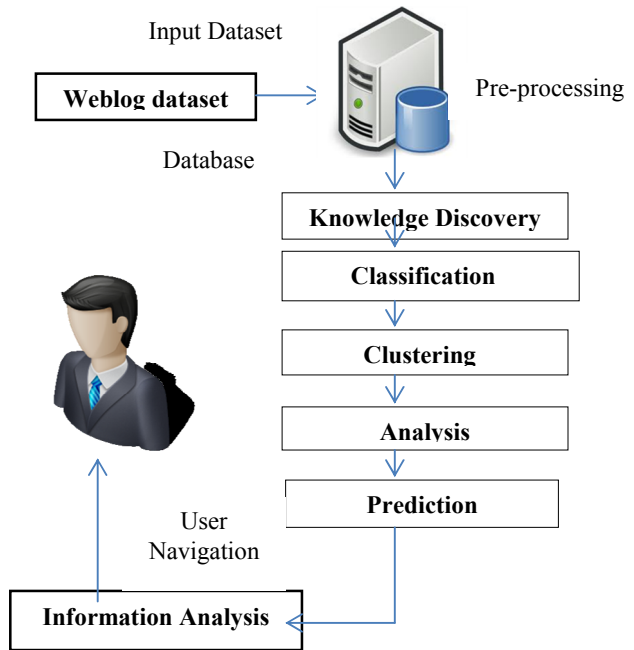 Input Dataset
Weblog dataset
Pre-processing
Database
Knowledge Discovery
Classification
Clustering
Analysis
Prediction
User
Navigation
Information Analysis